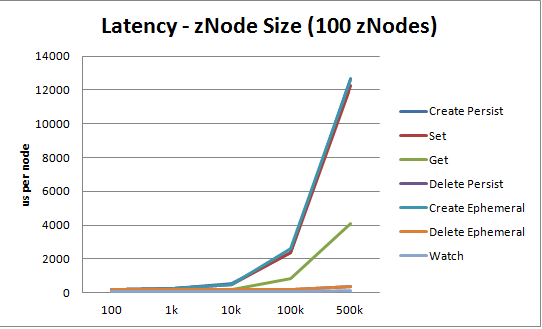 Latency - zNode Size (100 zNodes)
us per node
14000
12000
10000
8000
6000
4000
2000
0
100
1k
10k
100k
500k
Create Persist
Set
Get
Delete Persist
Create Ephemeral
Delete Ephemeral
Watch